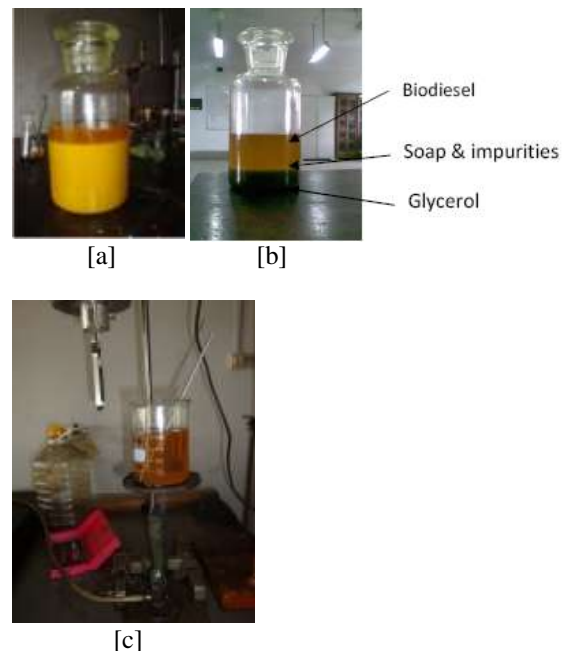 Biodiesel
Soap & impurities
Glycerol
[a]
[b]
[c]